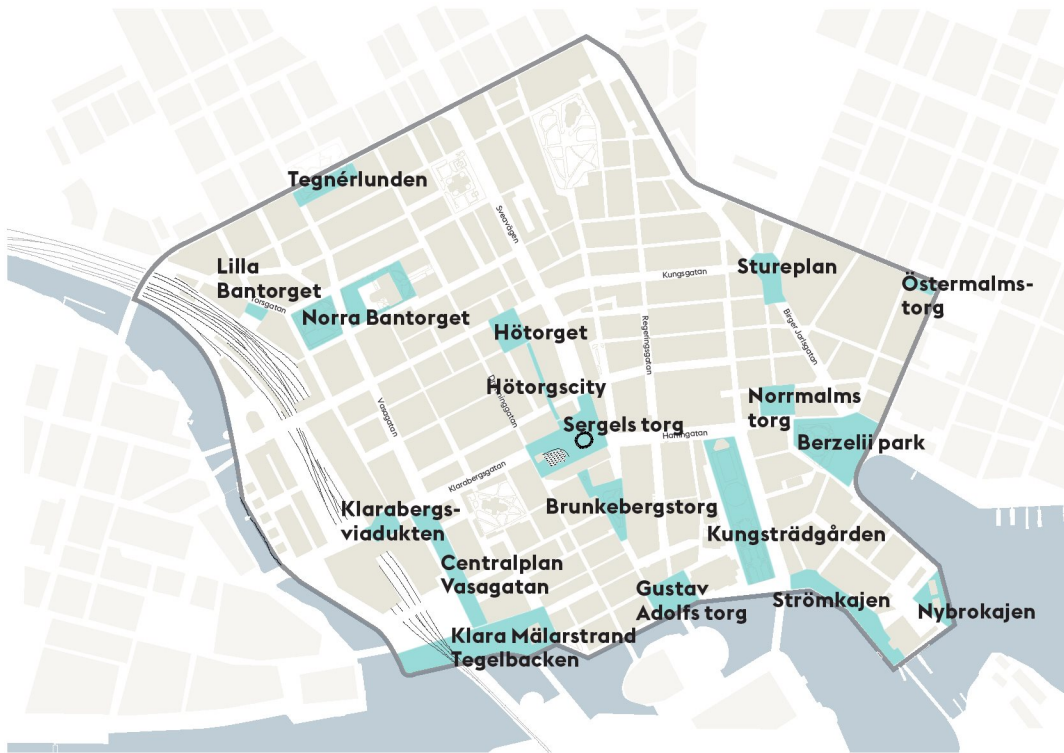 Tegnérlunden
Sveavägen
Lilla
Bantorget
Torsgatan
Norra Bantorget
Kungsgatan
Stureplan
Östermalms-
torg
Hötorget
Regeringsgatan
Birger Jarlsgatan
Hötorgscity
Drottninggatan
Vasagatan
Norrmalms
torg
Sergels torg
Hamngatan
Berzelii park
Klarabergsgatan
Klarabergs-
viadukten
Brunkebergstorg
Kungsträdgården
Centralplan
Vasagatan
Gustav
Adolfs torg
Strömkajen
Nybrokajen
Klara Mälarstrand
Tegelbacken